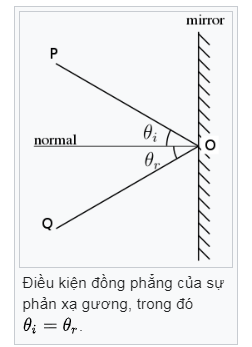 mirror
P
θi
normal
O
θr
Q
Điều kiện đồng phẳng của sự
phản xạ gương, trong đó
θi = θr.